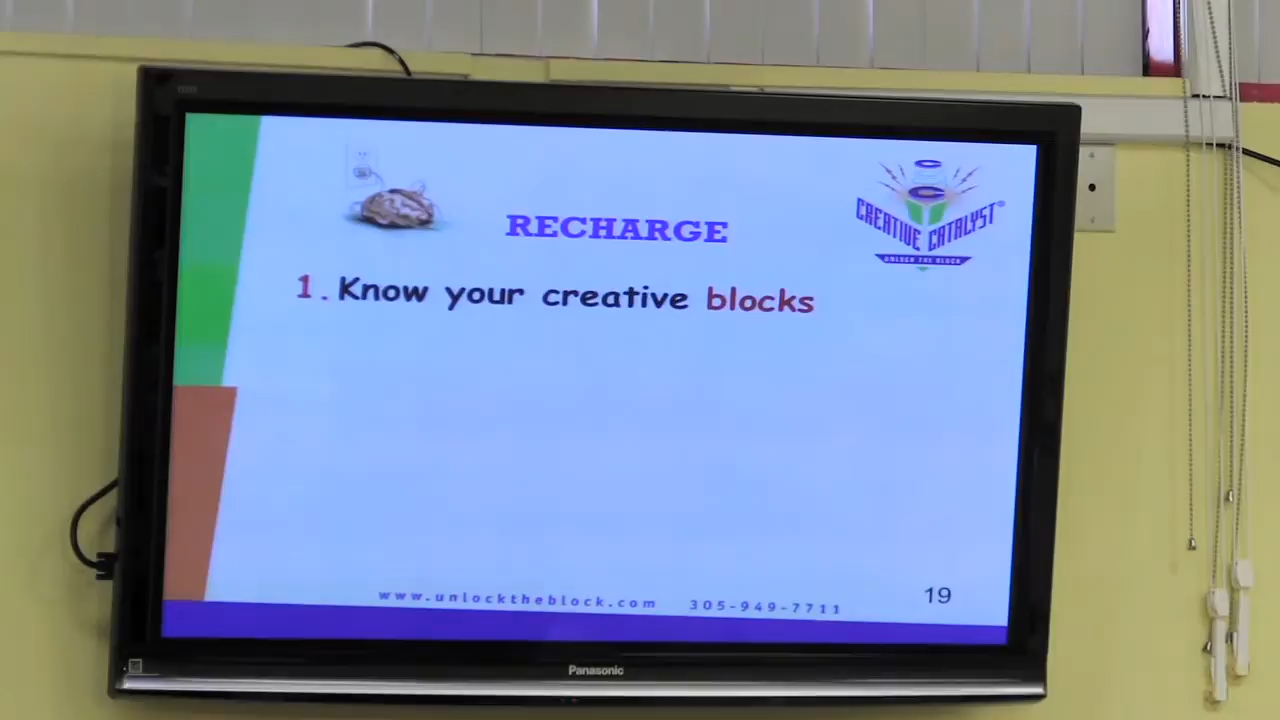 RECHARGE
CREATIVE CATALYST®
UNLOCK THE BLOCK
1. Know your creative blocks
www.unlocktheblock.com 305-949-7711
19
Panasonic